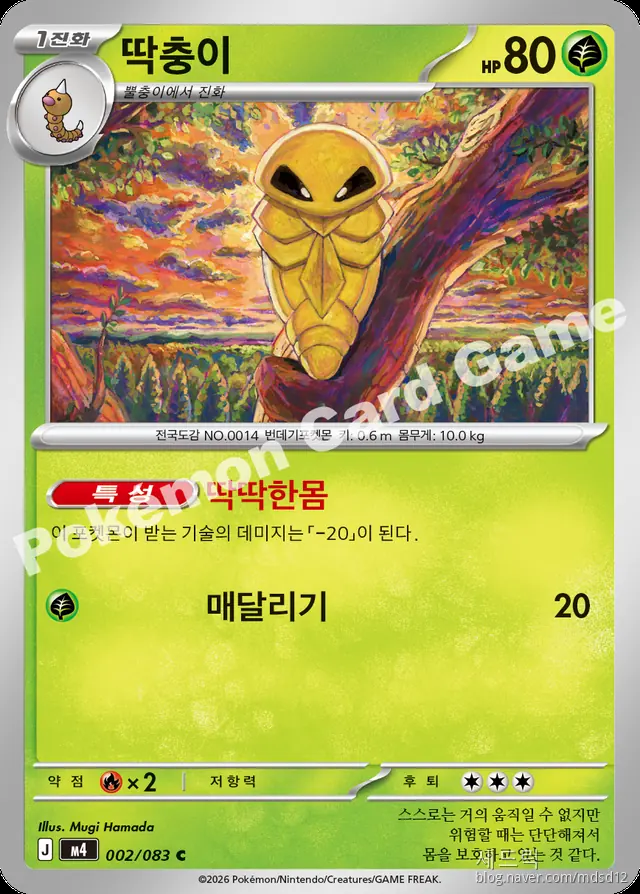 1진화
딱충이
HP 80
뿔충이에서 진화
전국도감 NO.0014 번데기포켓몬 키: 0.6 m 몸무게: 10.0 kg
특성 딱딱한몸
이 포켓몬이 받는 기술의 데미지는 「-20」이 된다.
매달리기 20
약점 ×2 저항력 후퇴
스스로는 거의 움직일 수 없지만
위험할 때는 단단해져서
몸을 보호하고 있는 것 같다.
Illus. Mugi Hamada
J m4 002/083 C
©2026 Pokémon/Nintendo/Creatures/GAME FREAK.
Pokémon Card Game
blog.naver.com/mdsd12